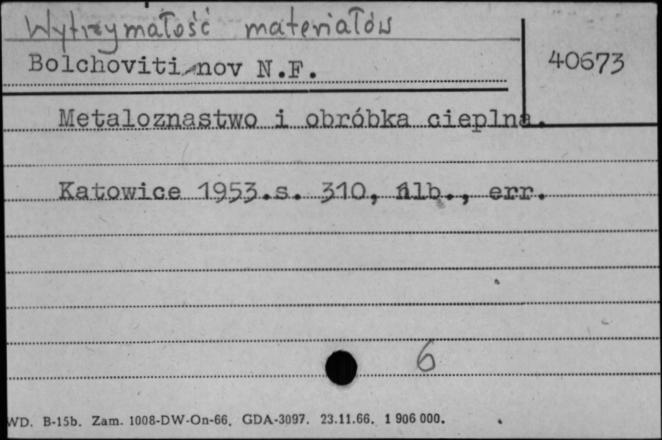 Wytrzymałość materiałów
Bolchoviti nov N.F.
40673
Metaloznastwo i obróbka cieplna.
Katowice 1953.s. 310, nlb., err.
6
WD. B-15b. Zam. 1008-DW-On-66. GDA-3097. 23.11.66. 1 906 000.